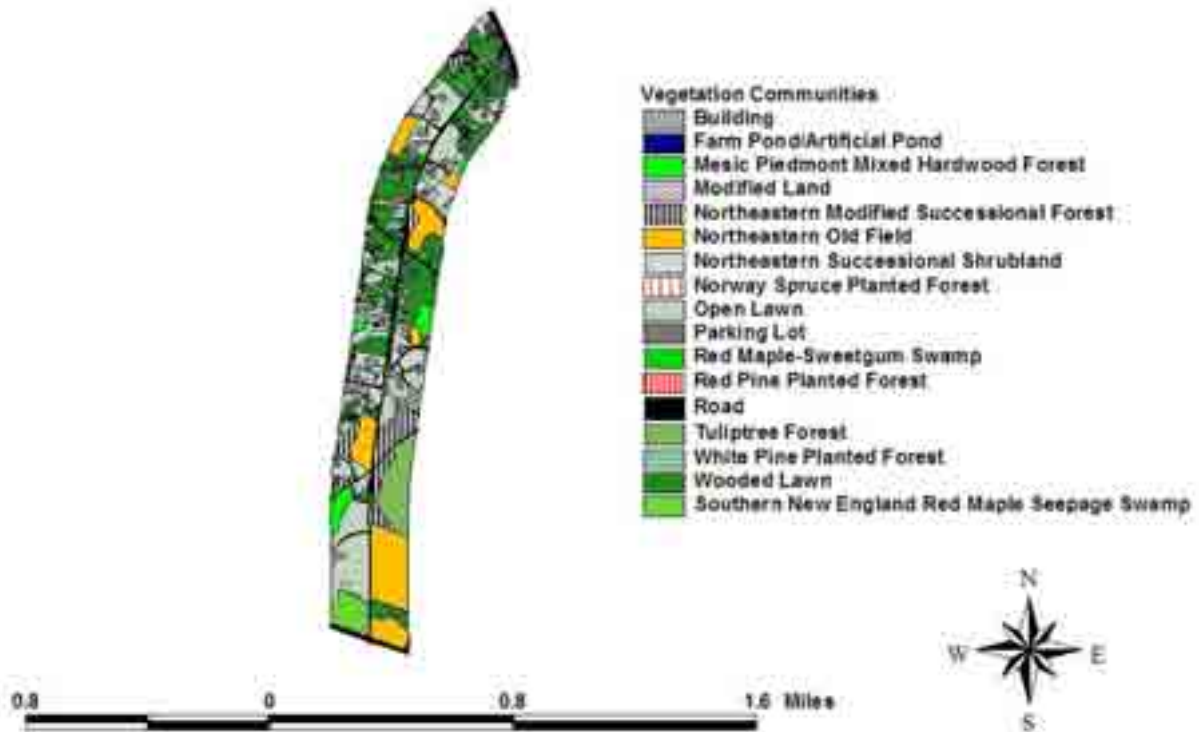 Vegetation Communities
Building
Farm Pond/Artificial Pond
Mesic Piedmont Mixed Hardwood Forest
Modified Land
Northeastern Modified Successional Forest
Northeastern Old Field
Northeastern Successional Shrubland
Norway Spruce Planted Forest
Open Lawn
Parking Lot
Red Maple-Sweetgum Swamp
Red Pine Planted Forest
Road
Tuliptree Forest
White Pine Planted Forest
Wooded Lawn
Southern New England Red Maple Seepage Swamp
N
W E
S
0.8 0 0.8 1.6 Miles